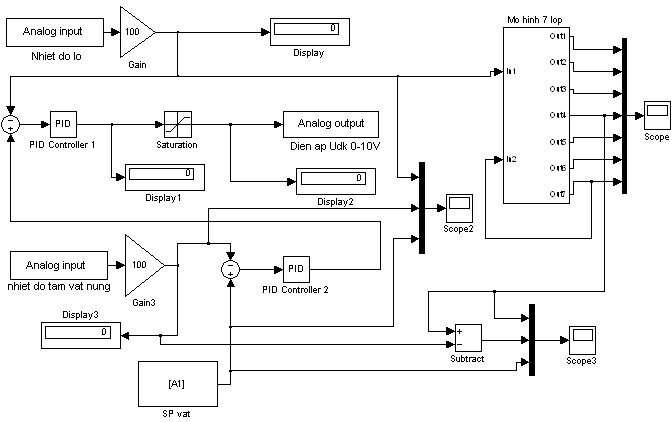 Mo hinh 7 lop
Analog input
100
0
Out1
Nhiet do lo
Gain
Display
Out2
In1
Out3
Out4
PID
Analog output
Scope
PID Controller 1
Saturation
Dien ap Udk 0-10V
Out5
In2
Out6
0
0
Out7
Display1
Display2
Scope2
Analog input
100
PID
nhiet do tam vat nung
PID Controller 2
Gain3
Display3
0
Subtract
Scope3
[A1]
SP vat